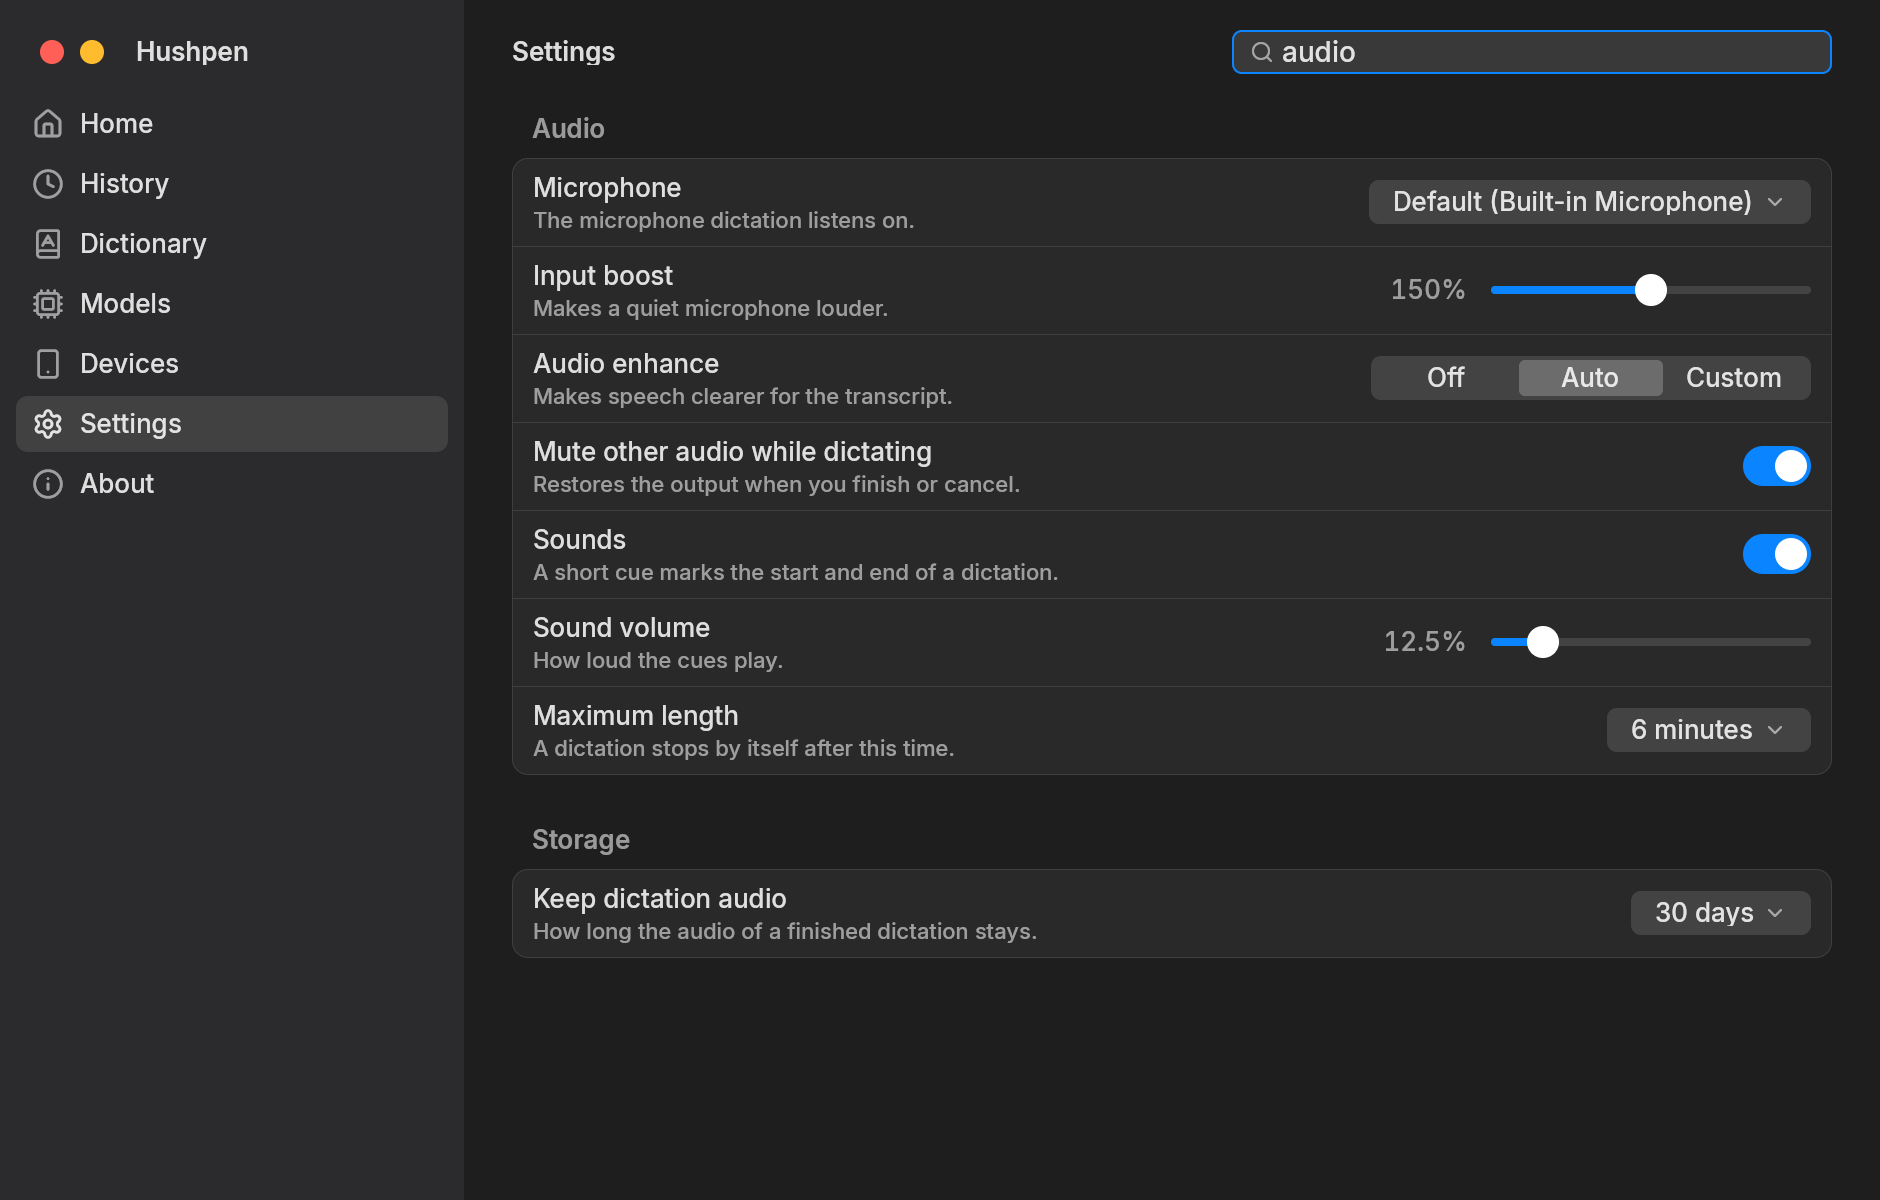 Hushpen
Home
History
Dictionary
Models
Devices
Settings
About
Settings
audio
Audio
Microphone
The microphone dictation listens on.
Default (Built-in Microphone)
Input boost
Makes a quiet microphone louder.
150%
Audio enhance
Makes speech clearer for the transcript.
Off Auto Custom
Mute other audio while dictating
Restores the output when you finish or cancel.
Sounds
A short cue marks the start and end of a dictation.
Sound volume
How loud the cues play.
12.5%
Maximum length
A dictation stops by itself after this time.
6 minutes
Storage
Keep dictation audio
How long the audio of a finished dictation stays.
30 days